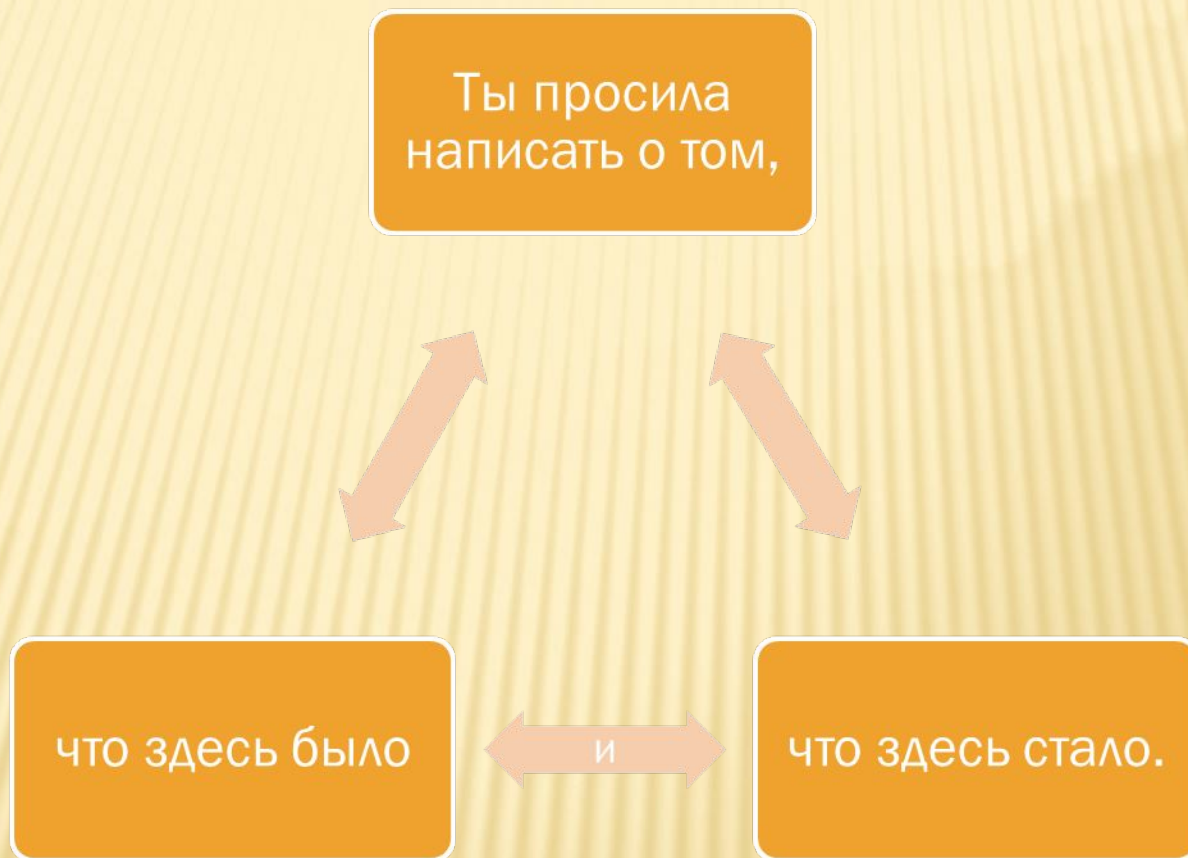 Ты просила
написать о том,
что здесь было
и
что здесь стало.